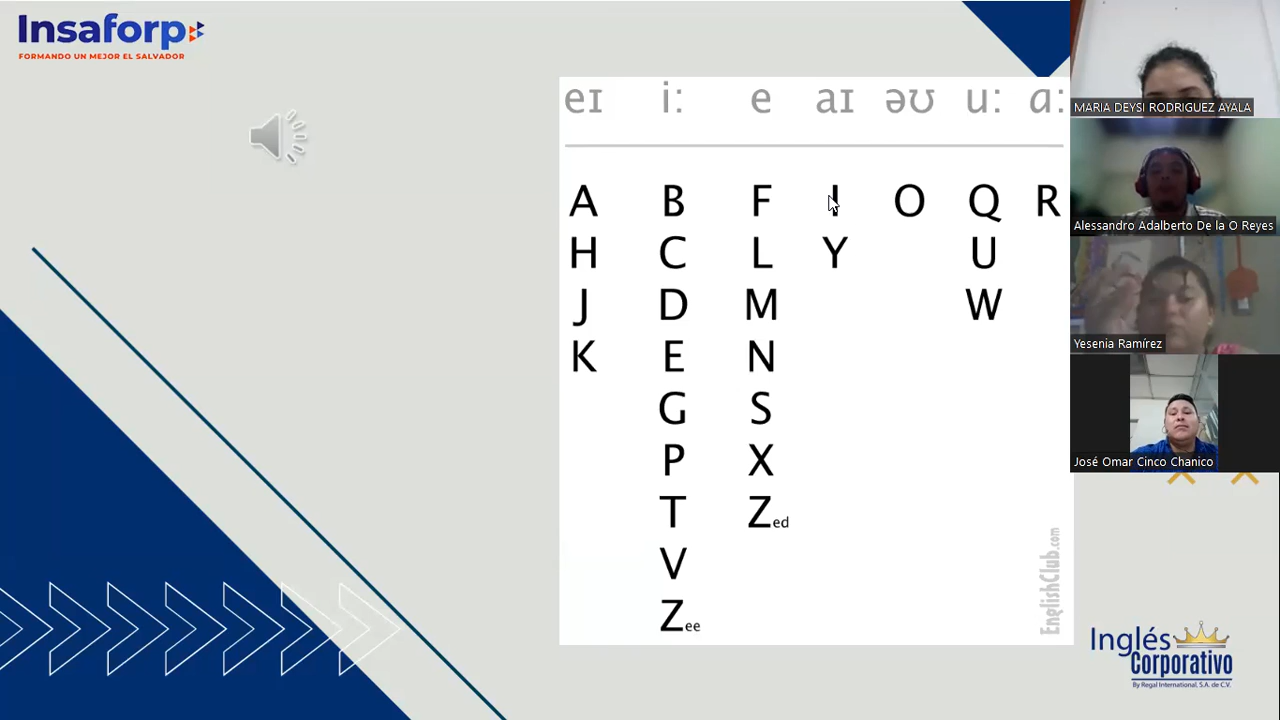 Insaforp
FORMANDO UN MEJOR EL SALVADOR
eɪ i: e aɪ əʊ u: ɑ:
A B F I O Q R
H C L Y U
J D M W
K E N
G S
P X
T Zed
V
Zee
EnglishClub.com
MARIA DEYSI RODRIGUEZ AYALA
Alessandro Adalberto De la O Reyes
Yesenia Ramírez
José Omar Cinco Chanico
Inglés
Corporativo
By Regal International, S.A. de C.V.